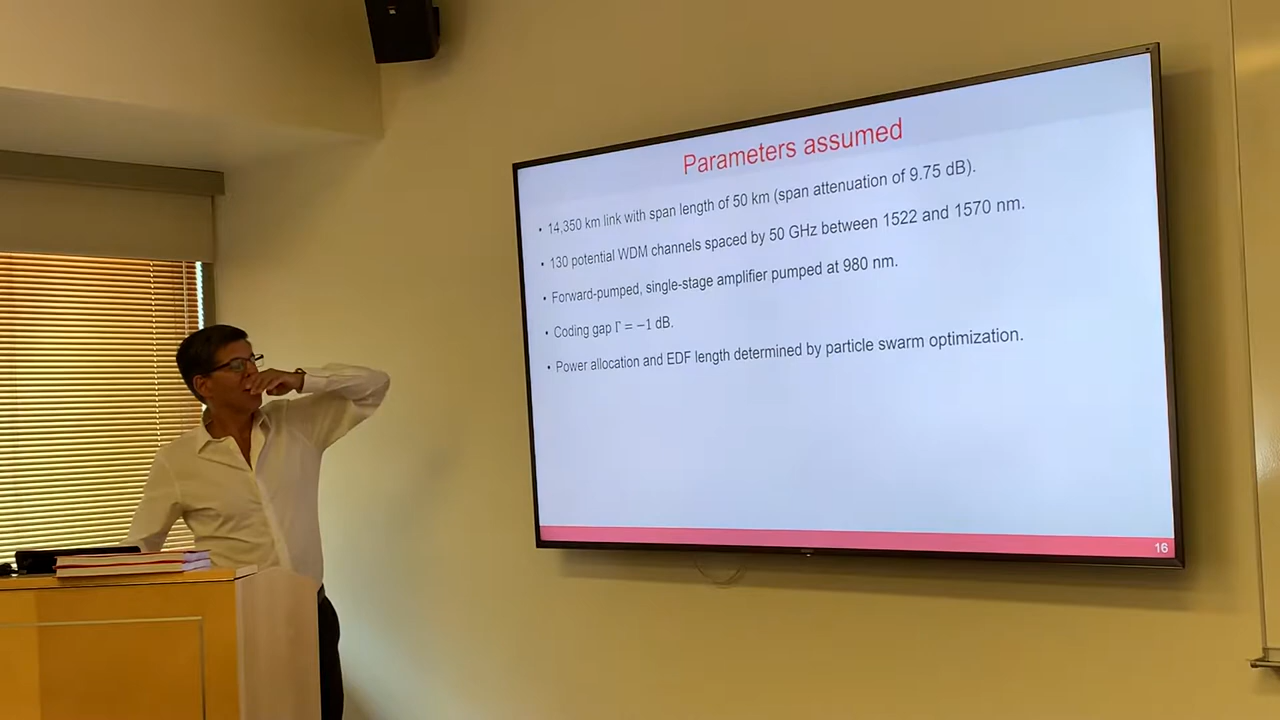 Parameters assumed
• 14,350 km link with span length of 50 km (span attenuation of 9.75 dB).
• 130 potential WDM channels spaced by 50 GHz between 1522 and 1570 nm.
• Forward-pumped, single-stage amplifier pumped at 980 nm.
• Coding gap Γ = −1 dB.
• Power allocation and EDF length determined by particle swarm optimization.
16